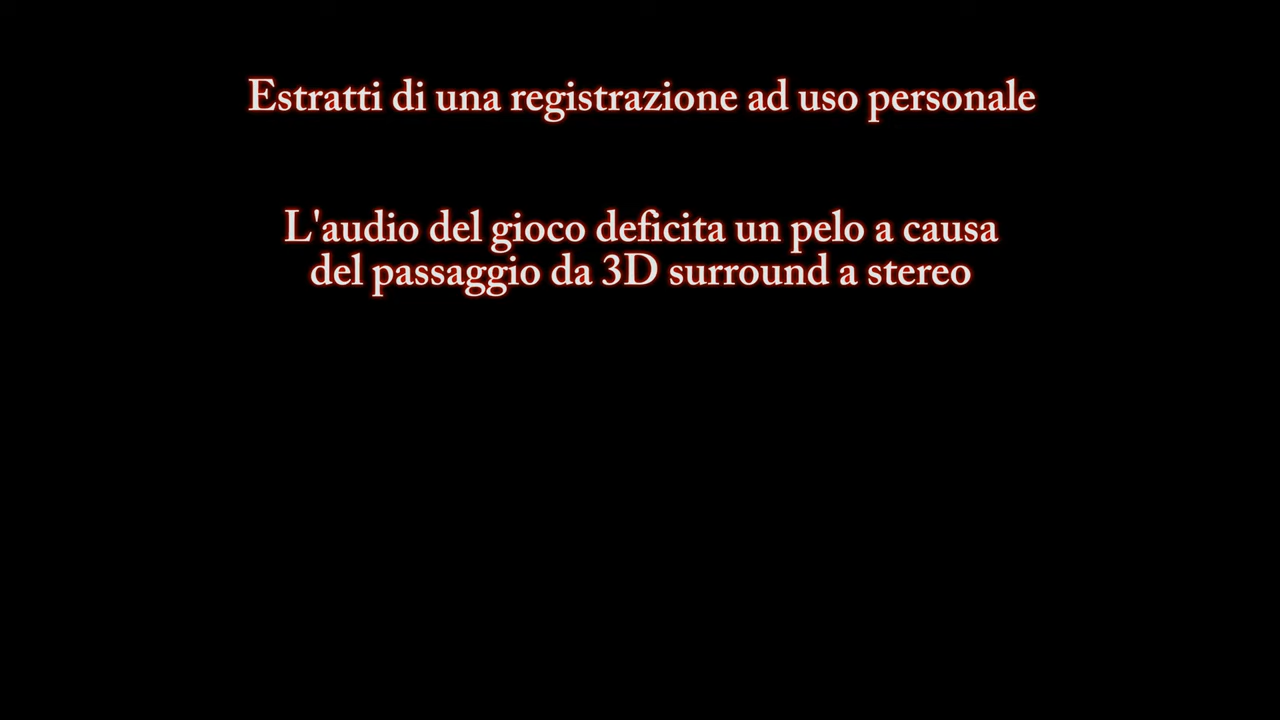 Estratti di una registrazione ad uso personale
L'audio del gioco deficita un pelo a causa
del passaggio da 3D surround a stereo